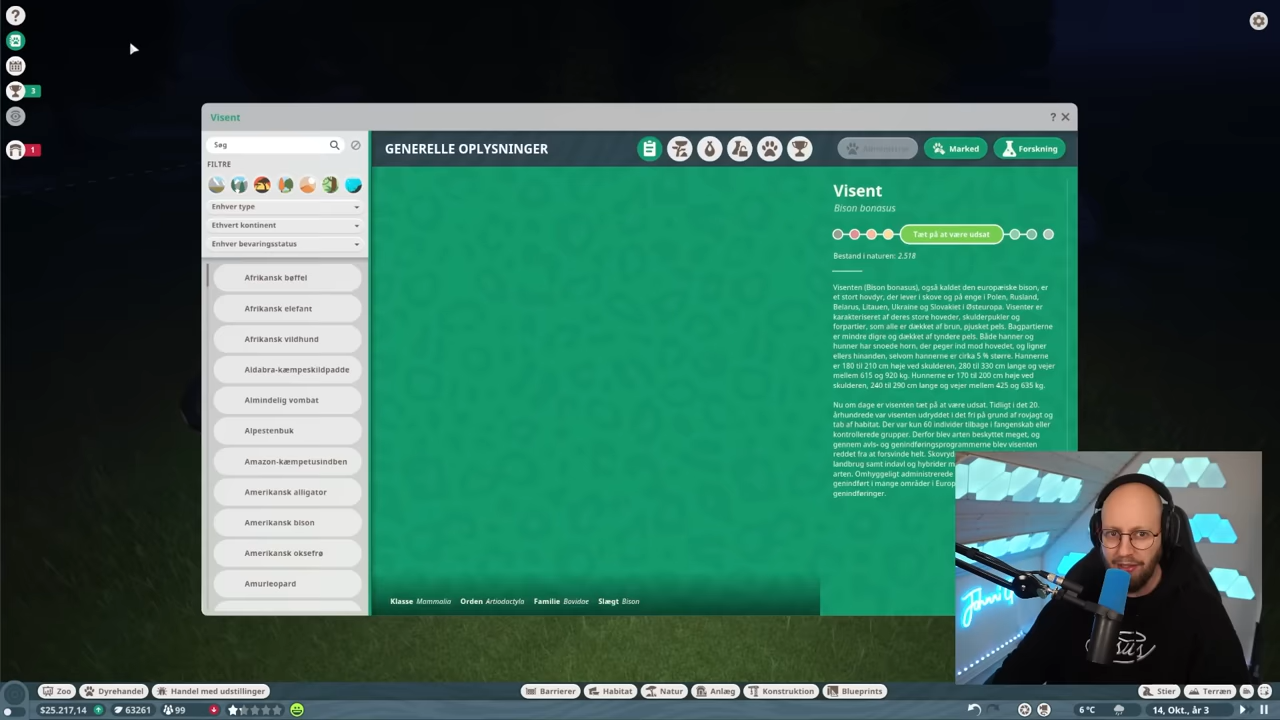 ?
3
1
Visent
?
Søg
FILTRE
Enhver type
Ethvert kontinent
Enhver bevaringsstatus
Afrikansk bøffel
Afrikansk elefant
Afrikansk vildhund
Aldabra-kæmpeskildpadde
Almindelig vombat
Alpestenbuk
Amazon-kæmpetusindben
Amerikansk alligator
Amerikansk bison
Amerikansk oksefrø
Amurleopard
GENERELLE OPLYSNINGER
Marked
Forskning
Visent
Bison bonasus
Tæt på at være udsat
Bestand i naturen: 2.518
Visenten (Bison bonasus), også kaldet den europæiske bison, er
et stort hovdyr, der lever i skove og på enge i Polen, Rusland,
Belarus, Litauen, Ukraine og Slovakiet i Østeuropa. Visenter er
karakteriseret af deres store hoveder, skulderpukler og
forpartier, som alle er dækket af brun, pjusket pels. Bagpartierne
er mindre digre og dækket af tyndere pels. Både hanner og
hunner har snoede horn, der peger ind mod hovedet, og ligner
ellers hinanden, selvom hannerne er cirka 5 % større. Hannerne
er 180 til 210 cm høje ved skulderen, 280 til 330 cm lange og vejer
mellem 615 og 920 kg. Hunnerne er 170 til 200 cm høje ved
skulderen, 240 til 290 cm lange og vejer mellem 425 og 635 kg.
Nu om dage er visenten tæt på at være udsat. Tidligt i det 20.
århundrede var visenten udryddet i det fri på grund af rovjagt og
tab af habitat. Der var kun 60 individer tilbage i fangenskab eller
kontrollerede grupper. Derfor blev arten beskyttet meget, og
gennem avls- og genindføringsprogrammerne blev visenten
reddet fra at forsvinde helt. Skovryd
landbrug samt indavl og hybrider m
arten. Omhyggeligt administrerede
genindført i mange områder i Euro
genindføringer.
Klasse Mammalia Orden Artiodactyla Familie Bovidae Slægt Bison
Zoo
Dyrehandel
Handel med udstillinger
Barrierer
Habitat
Natur
Anlæg
Konstruktion
Blueprints
Stier
Terræn
$25.217,14
63261
99
6 °C
14, Okt., år 3